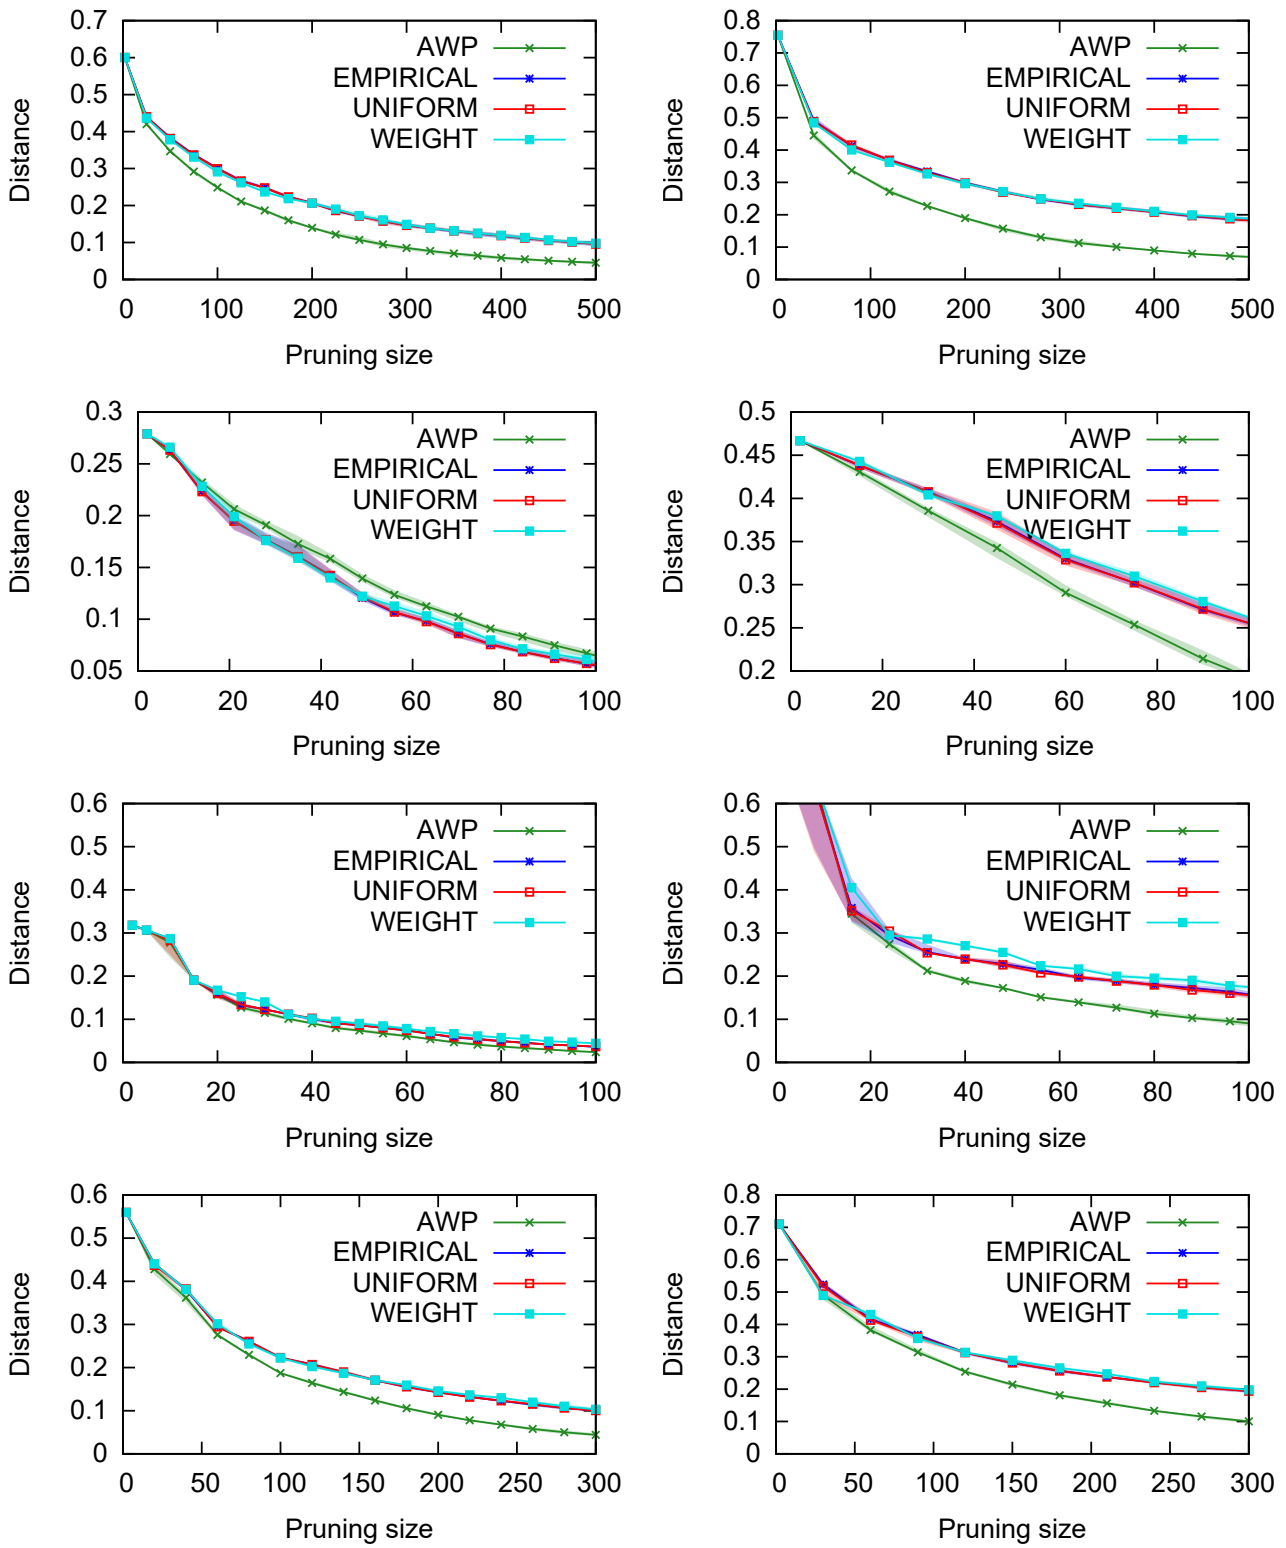 0.7
0.6
0.5
0.4
0.3
0.2
0.1
0
Distance
AWP
EMPIRICAL
UNIFORM
WEIGHT
0 100 200 300 400 500
Pruning size
0.8
0.7
0.6
0.5
0.4
0.3
0.2
0.1
0
Distance
AWP
EMPIRICAL
UNIFORM
WEIGHT
0 100 200 300 400 500
Pruning size
0.3
0.25
0.2
0.15
0.1
0.05
Distance
AWP
EMPIRICAL
UNIFORM
WEIGHT
0 20 40 60 80 100
Pruning size
0.5
0.45
0.4
0.35
0.3
0.25
0.2
Distance
AWP
EMPIRICAL
UNIFORM
WEIGHT
0 20 40 60 80 100
Pruning size
0.6
0.5
0.4
0.3
0.2
0.1
0
Distance
AWP
EMPIRICAL
UNIFORM
WEIGHT
0 20 40 60 80 100
Pruning size
0.6
0.5
0.4
0.3
0.2
0.1
0
Distance
AWP
EMPIRICAL
UNIFORM
WEIGHT
0 20 40 60 80 100
Pruning size
0.6
0.5
0.4
0.3
0.2
0.1
0
Distance
AWP
EMPIRICAL
UNIFORM
WEIGHT
0 50 100 150 200 250 300
Pruning size
0.8
0.7
0.6
0.5
0.4
0.3
0.2
0.1
0
Distance
AWP
EMPIRICAL
UNIFORM
WEIGHT
0 50 100 150 200 250 300
Pruning size